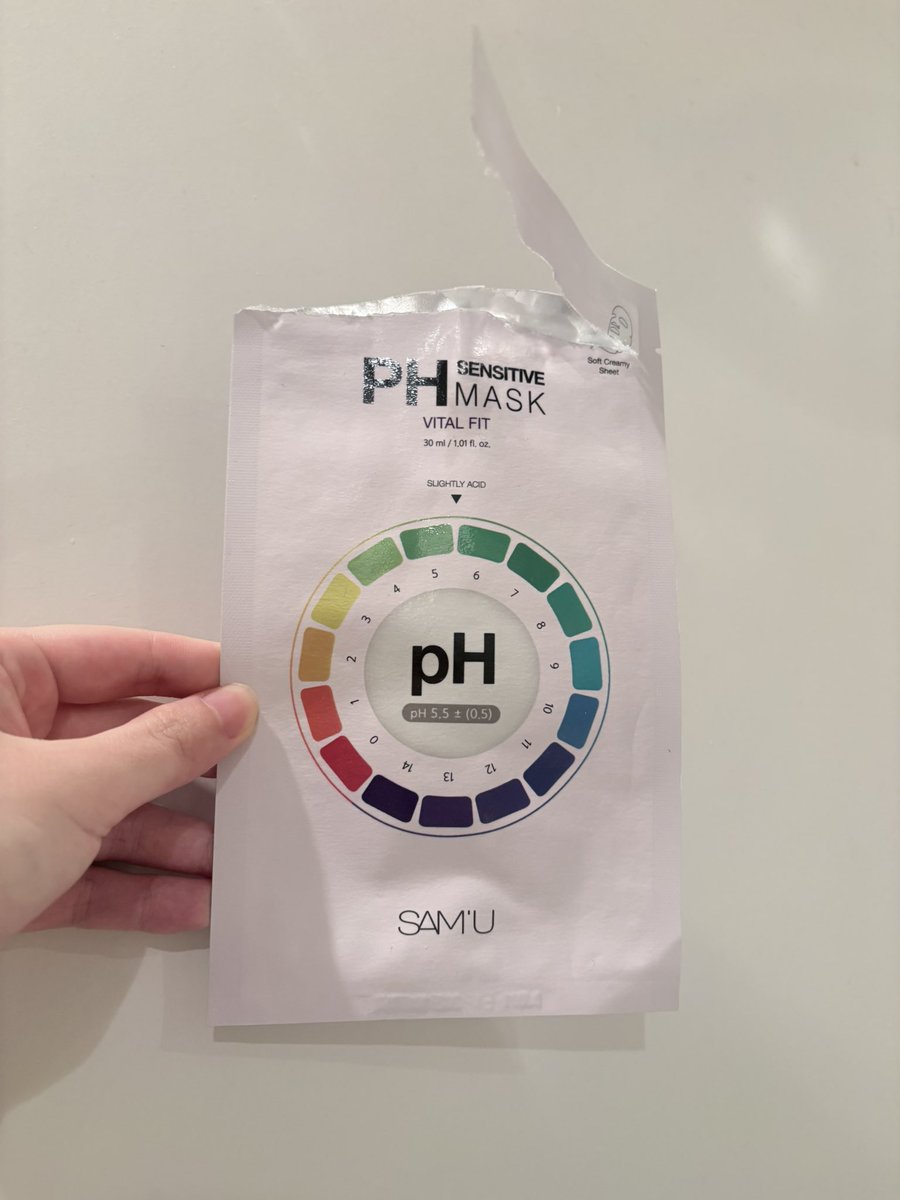 PH SENSITIVE
MASK
VITAL FIT
30 ml / 1.01 fl. oz.
Soft Creamy
Sheet
SLIGHTLY ACID
0 1 2 3 4 5 6 7 8 9 10 11 12 13 14
pH
pH 5.5 ± (0.5)
SAM'U